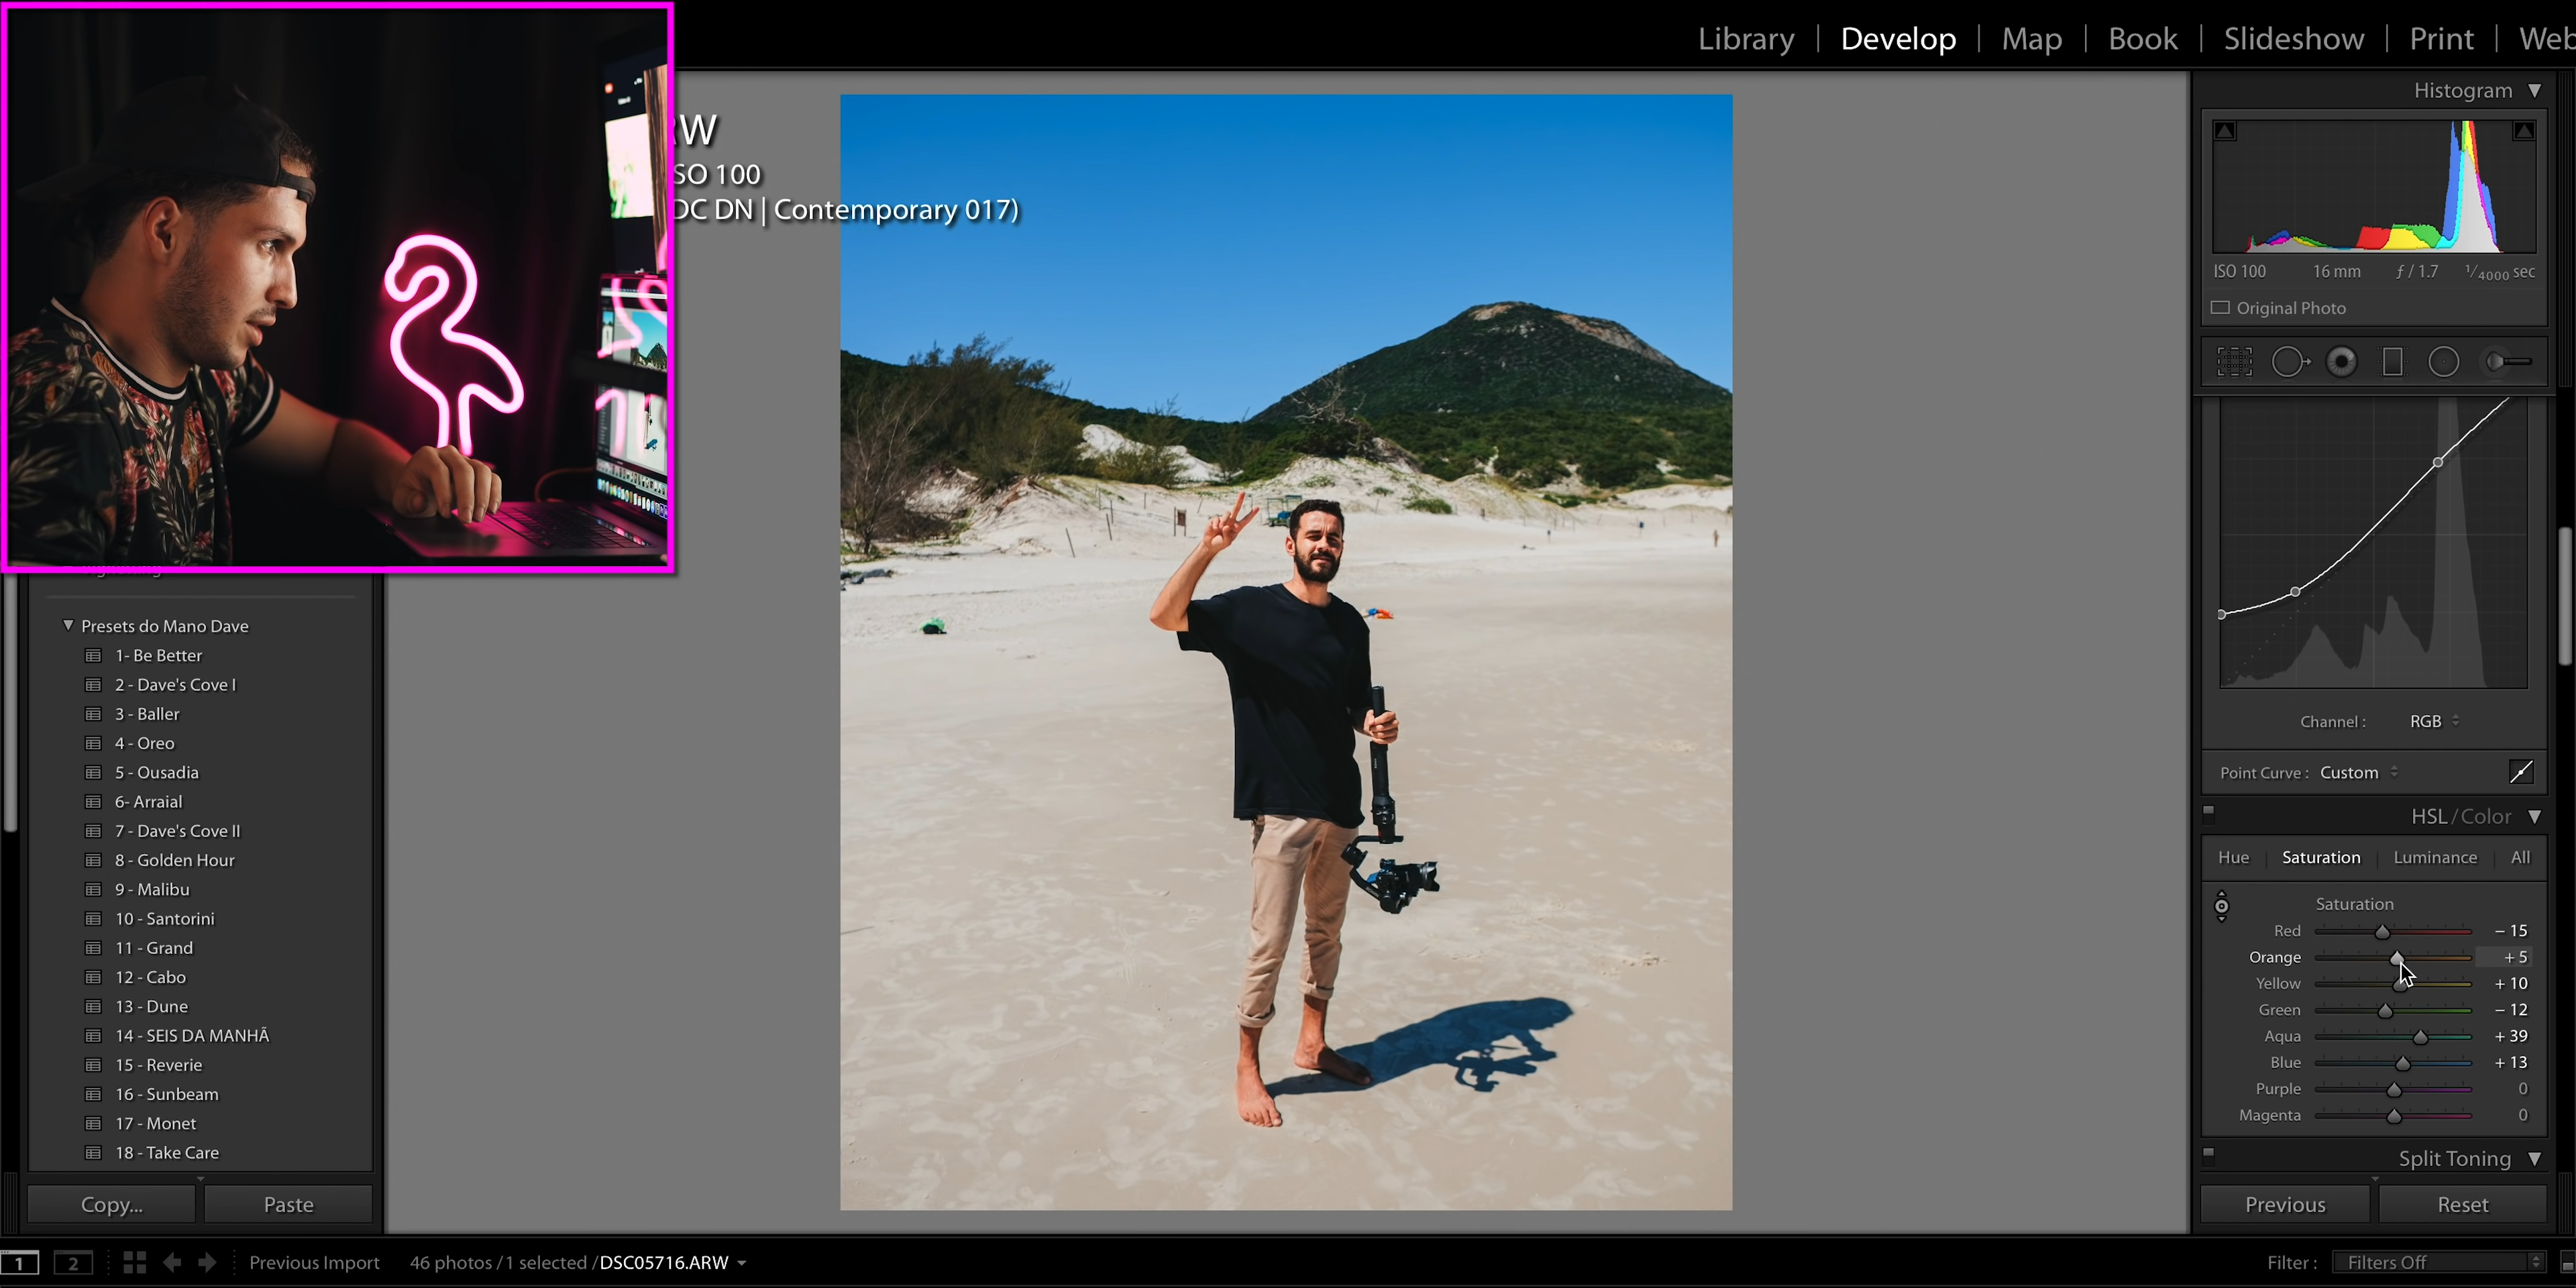 Library | Develop | Map | Book | Slideshow | Print | Web
RW
SO 100
DC DN | Contemporary 017)
Histogram
ISO 100 16 mm ƒ / 1.7 1/4000 sec
Original Photo
Channel : RGB
Point Curve : Custom
HSL / Color
Hue | Saturation | Luminance | All
Saturation
Red − 15
Orange + 5
Yellow + 10
Green − 12
Aqua + 39
Blue + 13
Purple 0
Magenta 0
Split Toning
Previous Reset
Presets do Mano Dave
1- Be Better
2 - Dave's Cove I
3 - Baller
4 - Oreo
5 - Ousadia
6- Arraial
7 - Dave's Cove II
8 - Golden Hour
9 - Malibu
10 - Santorini
11 - Grand
12 - Cabo
13 - Dune
14 - SEIS DA MANHÃ
15 - Reverie
16 - Sunbeam
17 - Monet
18 - Take Care
Copy... Paste
1 2 Previous Import 46 photos / 1 selected / DSC05716.ARW Filter : Filters Off